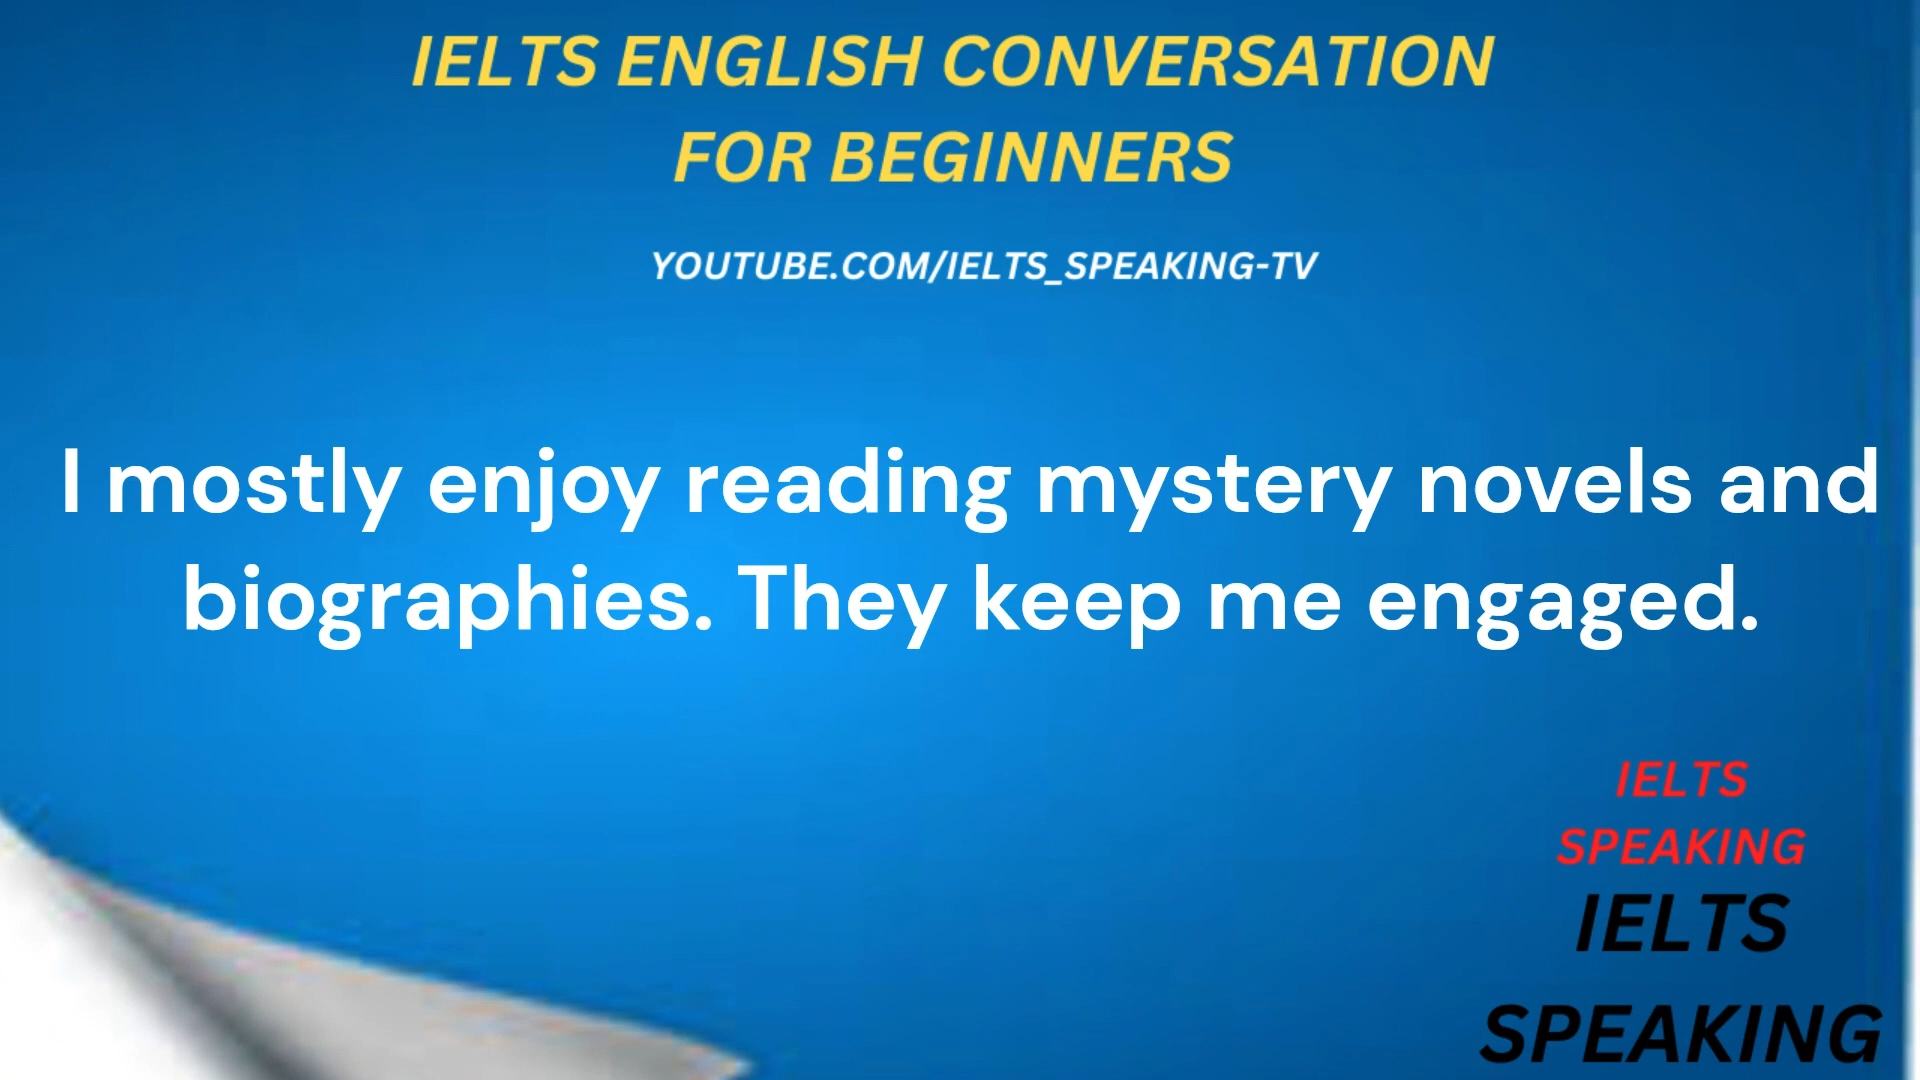 IELTS ENGLISH CONVERSATION
FOR BEGINNERS
YOUTUBE.COM/IELTS_SPEAKING-TV
I mostly enjoy reading mystery novels and
biographies. They keep me engaged.
IELTS
SPEAKING
IELTS
SPEAKING